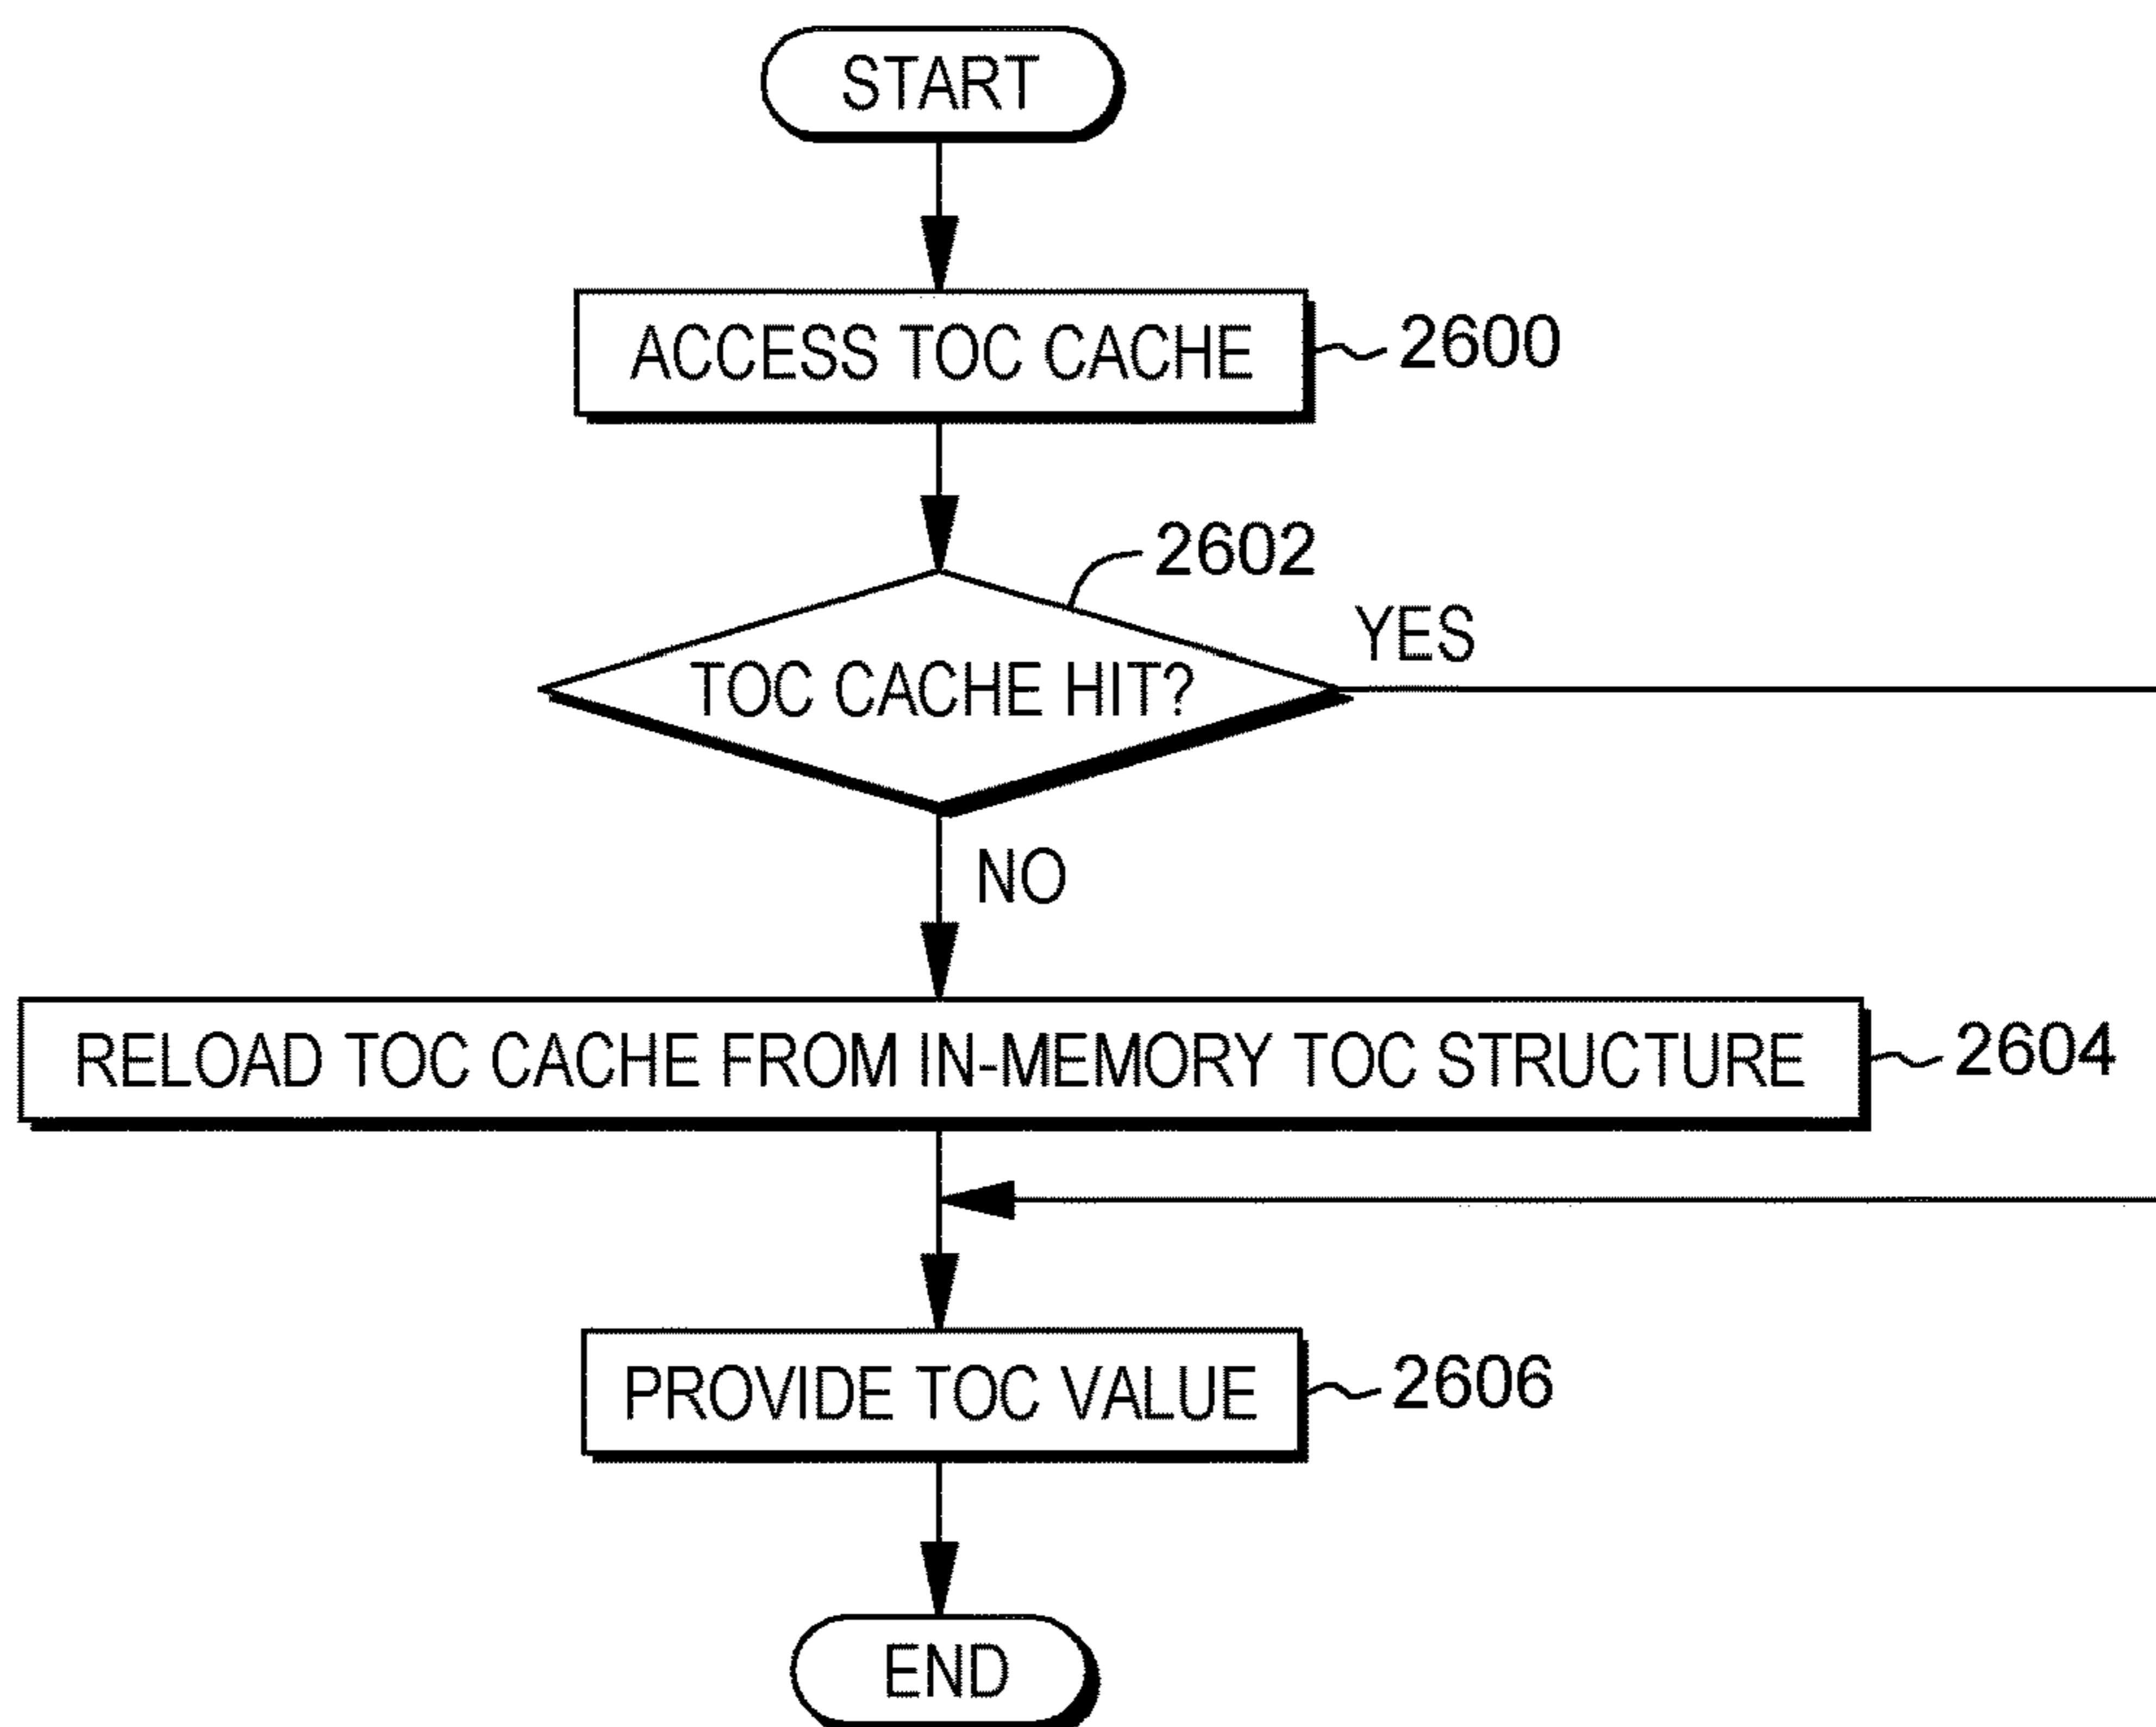 START
ACCESS TOC CACHE
2600
2602
TOC CACHE HIT?
YES
NO
RELOAD TOC CACHE FROM IN-MEMORY TOC STRUCTURE
2604
PROVIDE TOC VALUE
2606
END